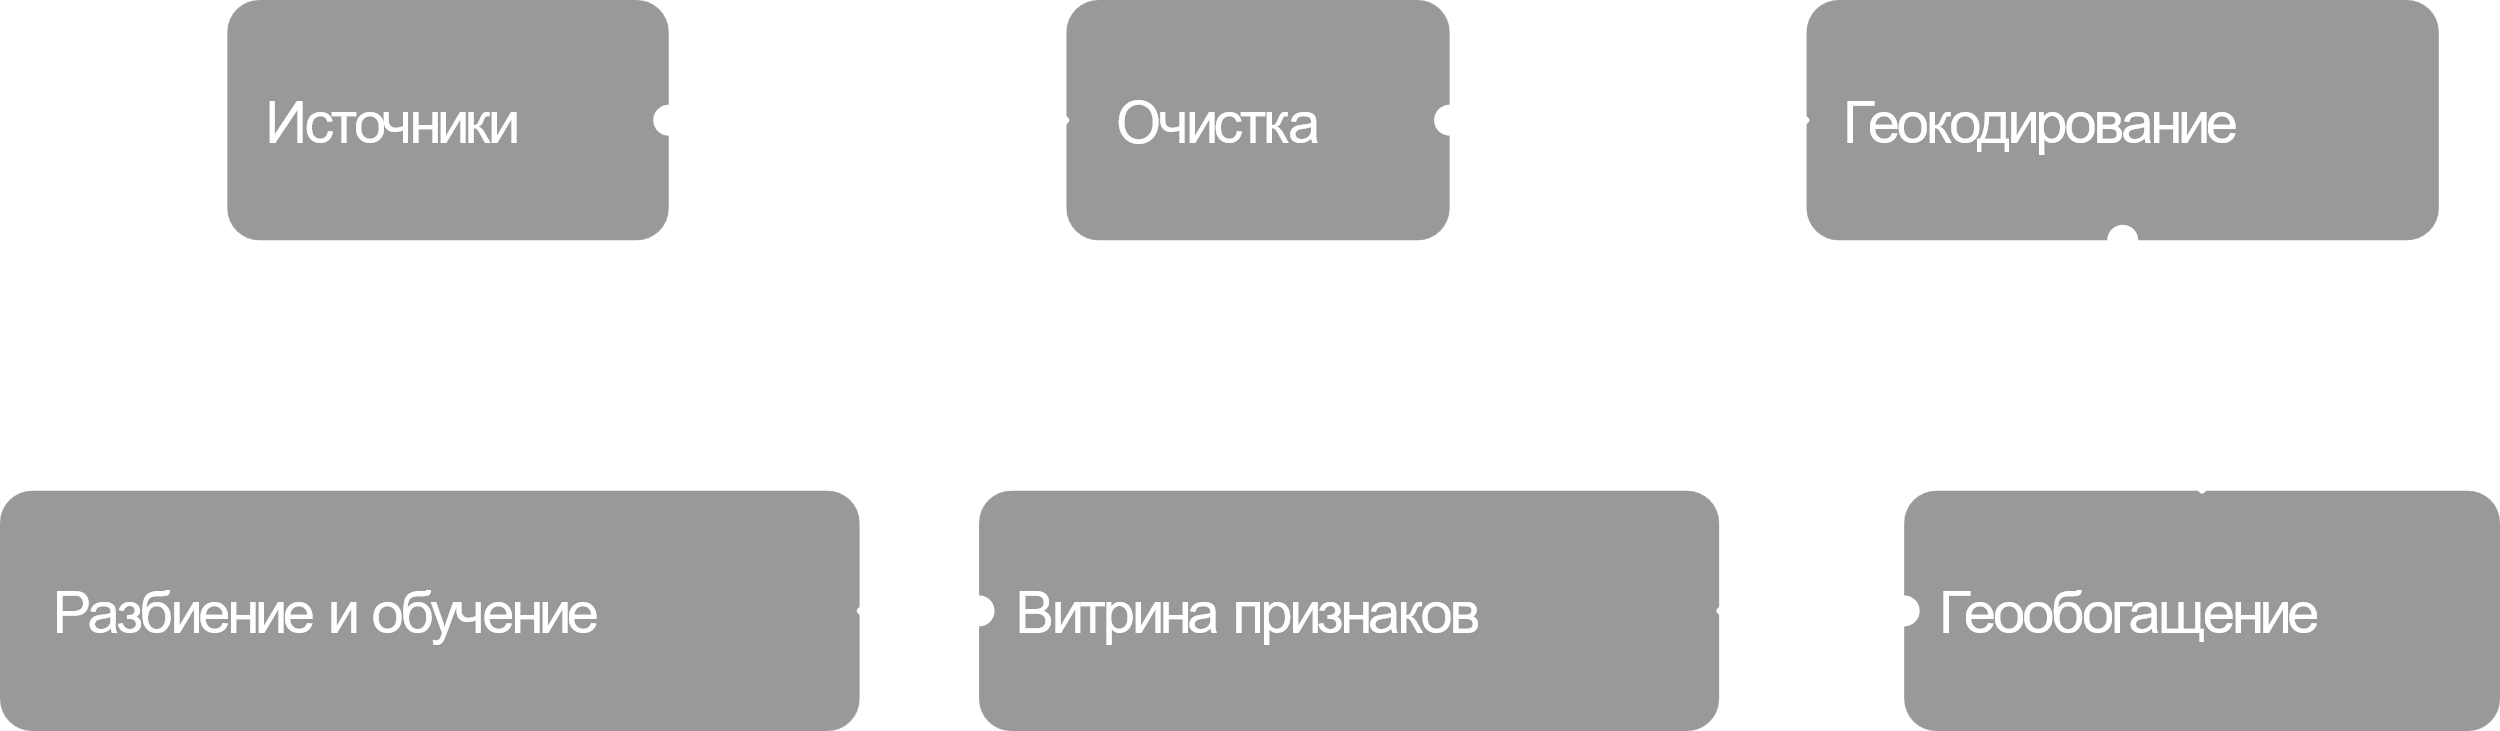 Источники
Очистка
Геокодирование
Разбиение и обучение
Витрина признаков
Геообогащение